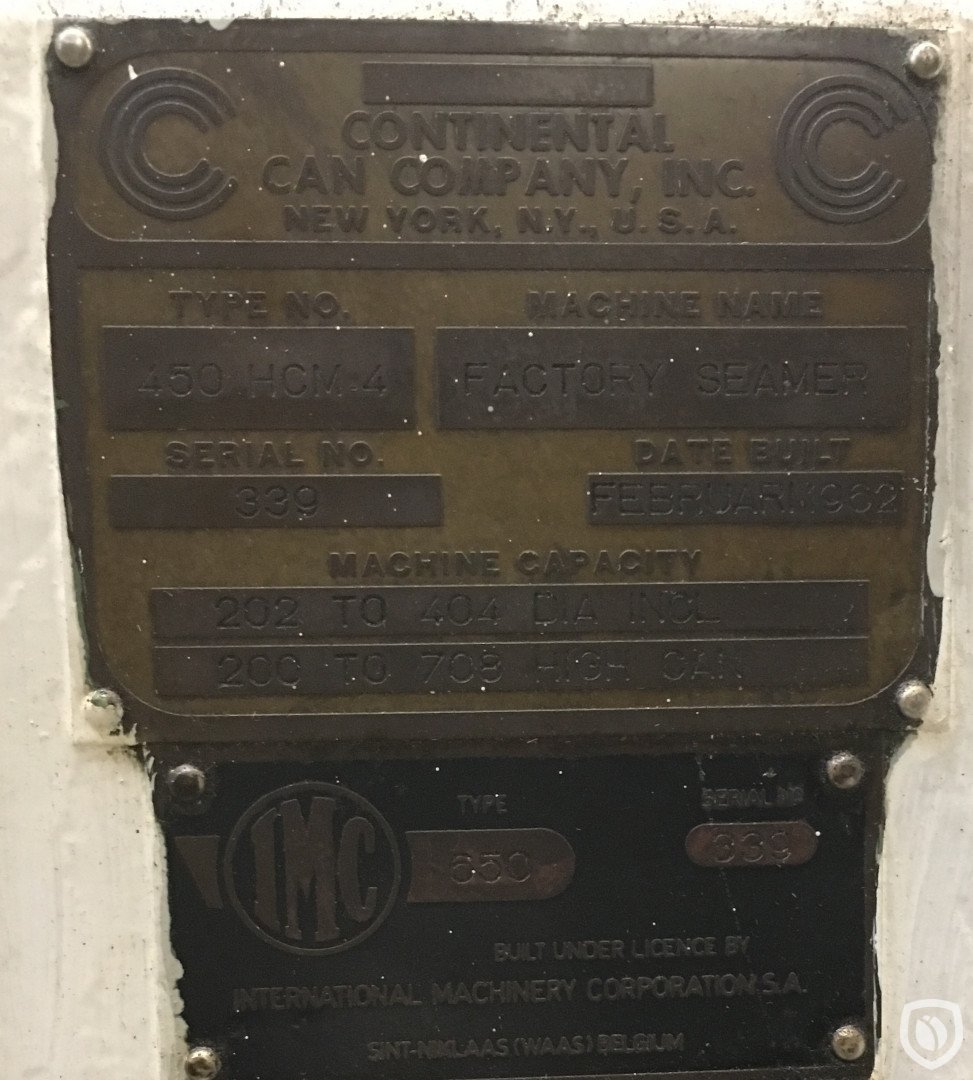 CONTINENTAL
CAN COMPANY, INC.
NEW YORK, N.Y., U.S.A.
TYPE NO. MACHINE NAME
450 HCM-4 FACTORY SEAMER
SERIAL NO. DATE BUILT
339 FEBRUARI 1962
MACHINE CAPACITY
202 TO 404 DIA INCL
200 TO 708 HIGH CAN
TYPE SERIAL No
IMC 650 339
BUILT UNDER LICENCE BY
INTERNATIONAL MACHINERY CORPORATION.S.A.
SINT-NIKLAAS (WAAS) BELGIUM